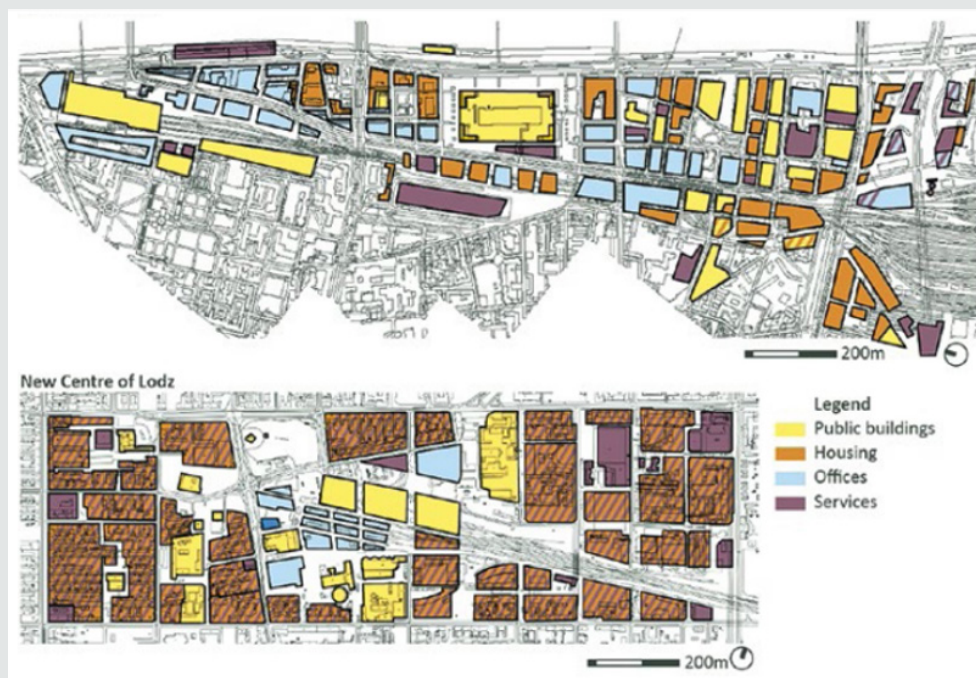 200m
New Centre of Lodz
Legend
Public buildings
Housing
Offices
Services
200m